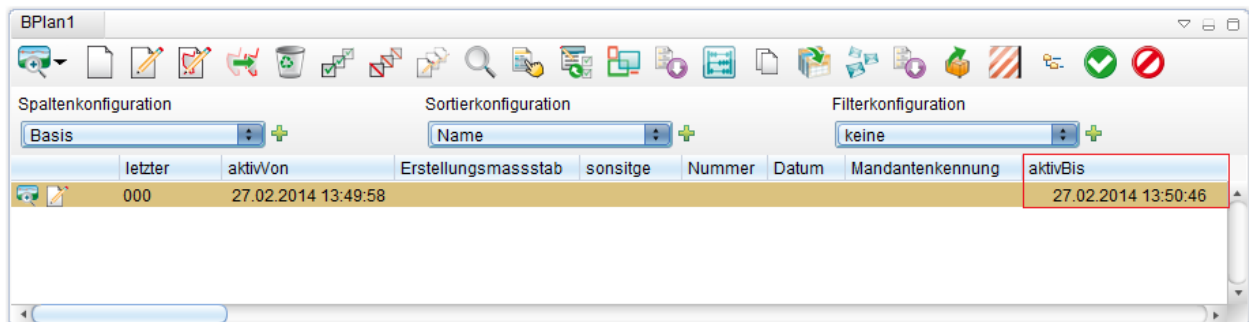 BPlan1
Spaltenkonfiguration Sortierkonfiguration Filterkonfiguration
Basis Name keine
letzter aktivVon Erstellungsmassstab sonsitge Nummer Datum Mandantenkennung aktivBis
000 27.02.2014 13:49:58 27.02.2014 13:50:46